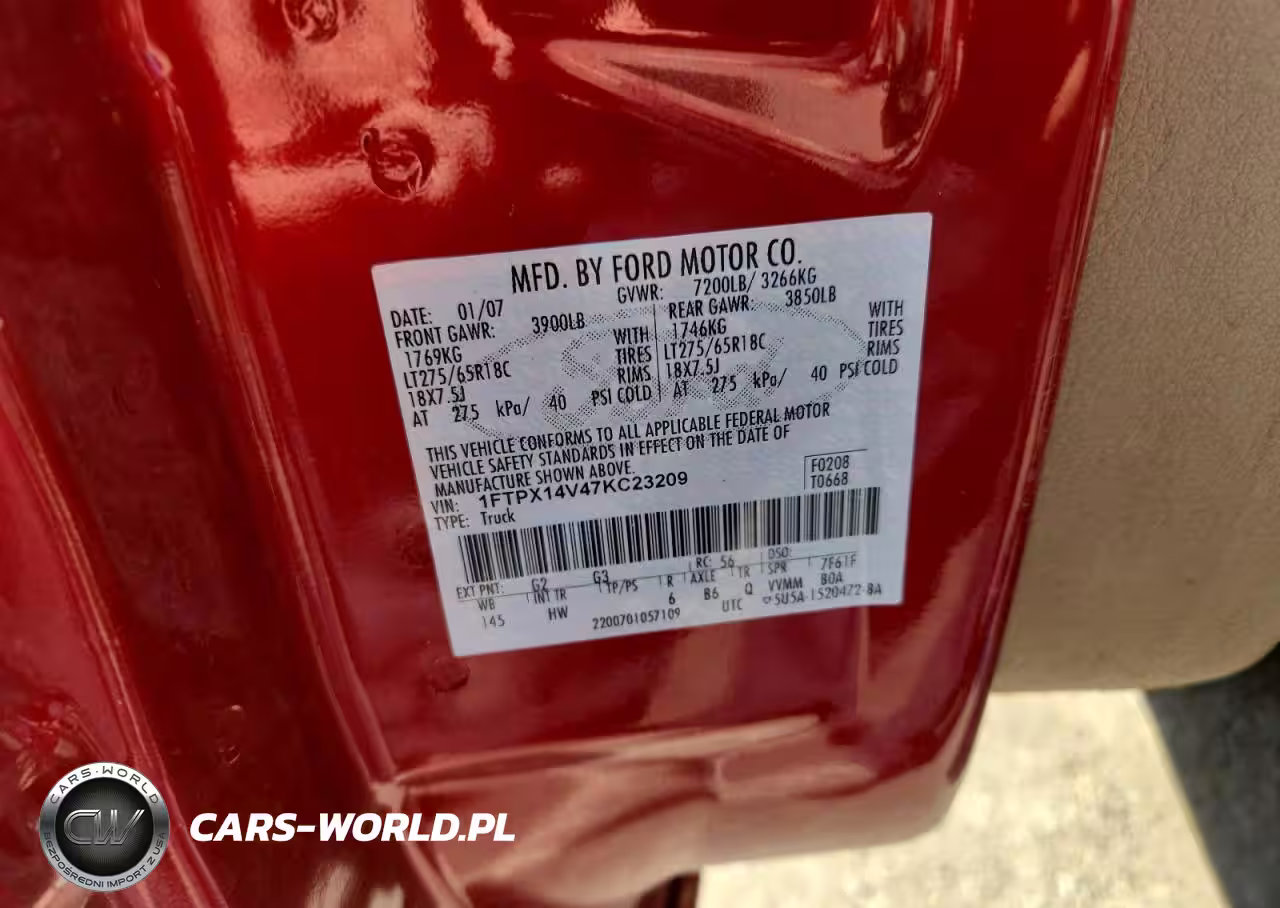 MFD. BY FORD MOTOR CO.
DATE: 01/07 GVWR: 7200LB/ 3266KG
FRONT GAWR: 3900LB REAR GAWR: 3850LB
1769KG WITH 1746KG WITH
LT275/65R18C TIRES LT275/65R18C TIRES
18X7.5J RIMS 18X7.5J RIMS
AT 275 kPa/ 40 PSI COLD AT 275 kPa/ 40 PSI COLD
THIS VEHICLE CONFORMS TO ALL APPLICABLE FEDERAL MOTOR
VEHICLE SAFETY STANDARDS IN EFFECT ON THE DATE OF
MANUFACTURE SHOWN ABOVE.
VIN: 1FTPX14V47KC23209
TYPE: Truck
F0208
T0668
EXT PNT: G2 G3 RC: 56 DSO:
WB INT TR TP/PS R AXLE TR SPR 7F61F
145 HW 6 B6 Q VVMM B0A
2200701057109 UTC 5U5A-1520472-BA
CARS-WORLD
CW
BEZPOŚREDNI IMPORT Z USA
CARS-WORLD.PL